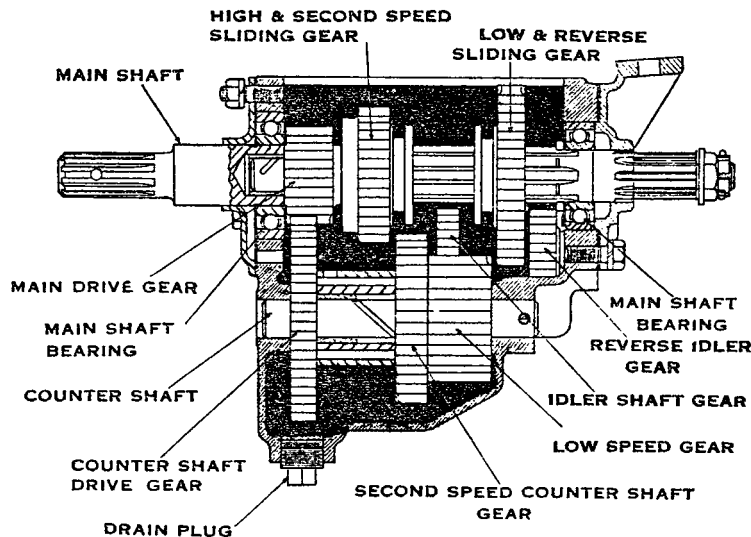 HIGH & SECOND SPEED
SLIDING GEAR
LOW & REVERSE
SLIDING GEAR
MAIN SHAFT
MAIN DRIVE GEAR
MAIN SHAFT
BEARING
COUNTER SHAFT
COUNTER SHAFT
DRIVE GEAR
DRAIN PLUG
MAIN SHAFT
BEARING
REVERSE IDLER
GEAR
IDLER SHAFT GEAR
LOW SPEED GEAR
SECOND SPEED COUNTER SHAFT
GEAR